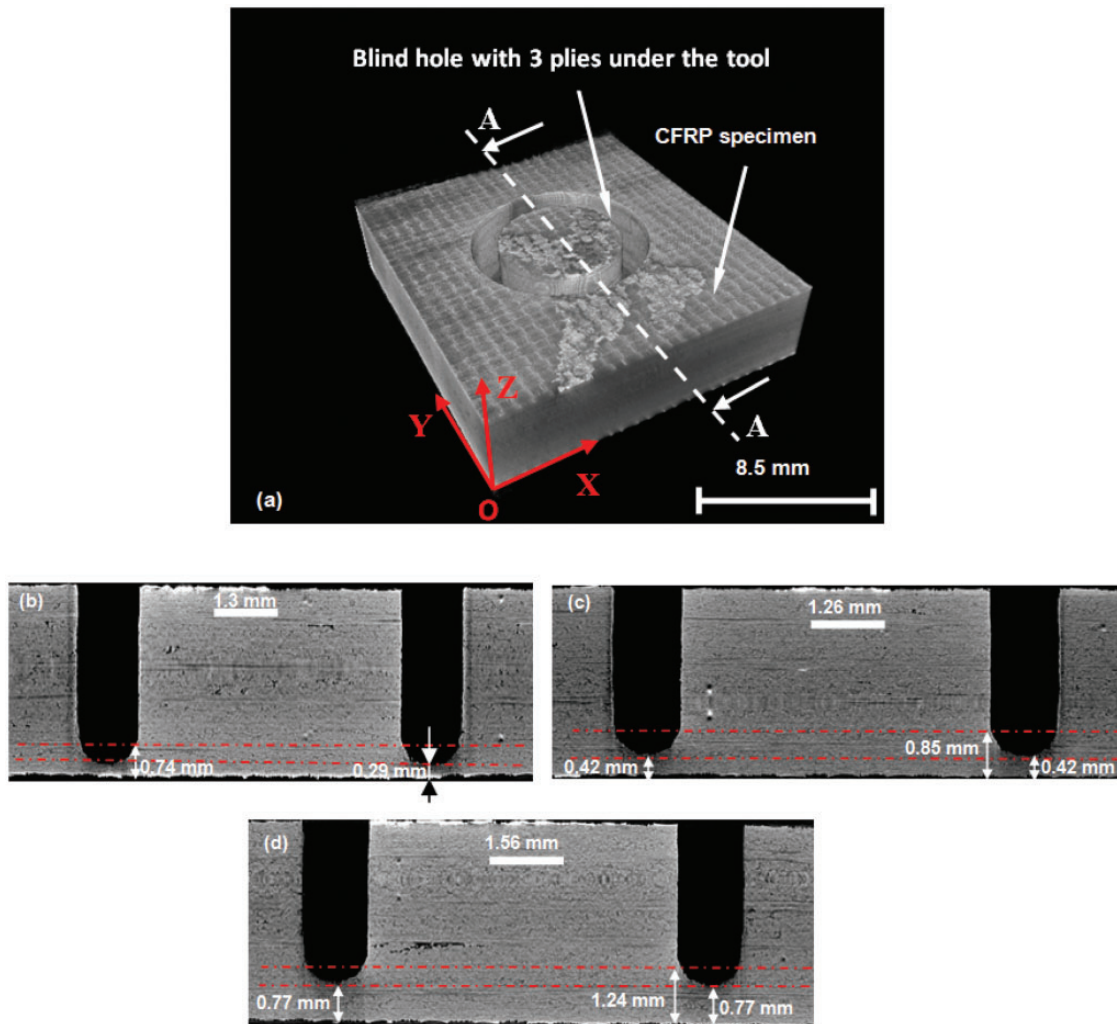 Blind hole with 3 plies under the tool
A
CFRP specimen
Z
Y
A
X
8.5 mm
O
(a)
(b)
1.3 mm
0.74 mm
0.29 mm
(c)
1.26 mm
0.85 mm
0.42 mm
0.42 mm
(d)
1.56 mm
0.77 mm
1.24 mm
0.77 mm